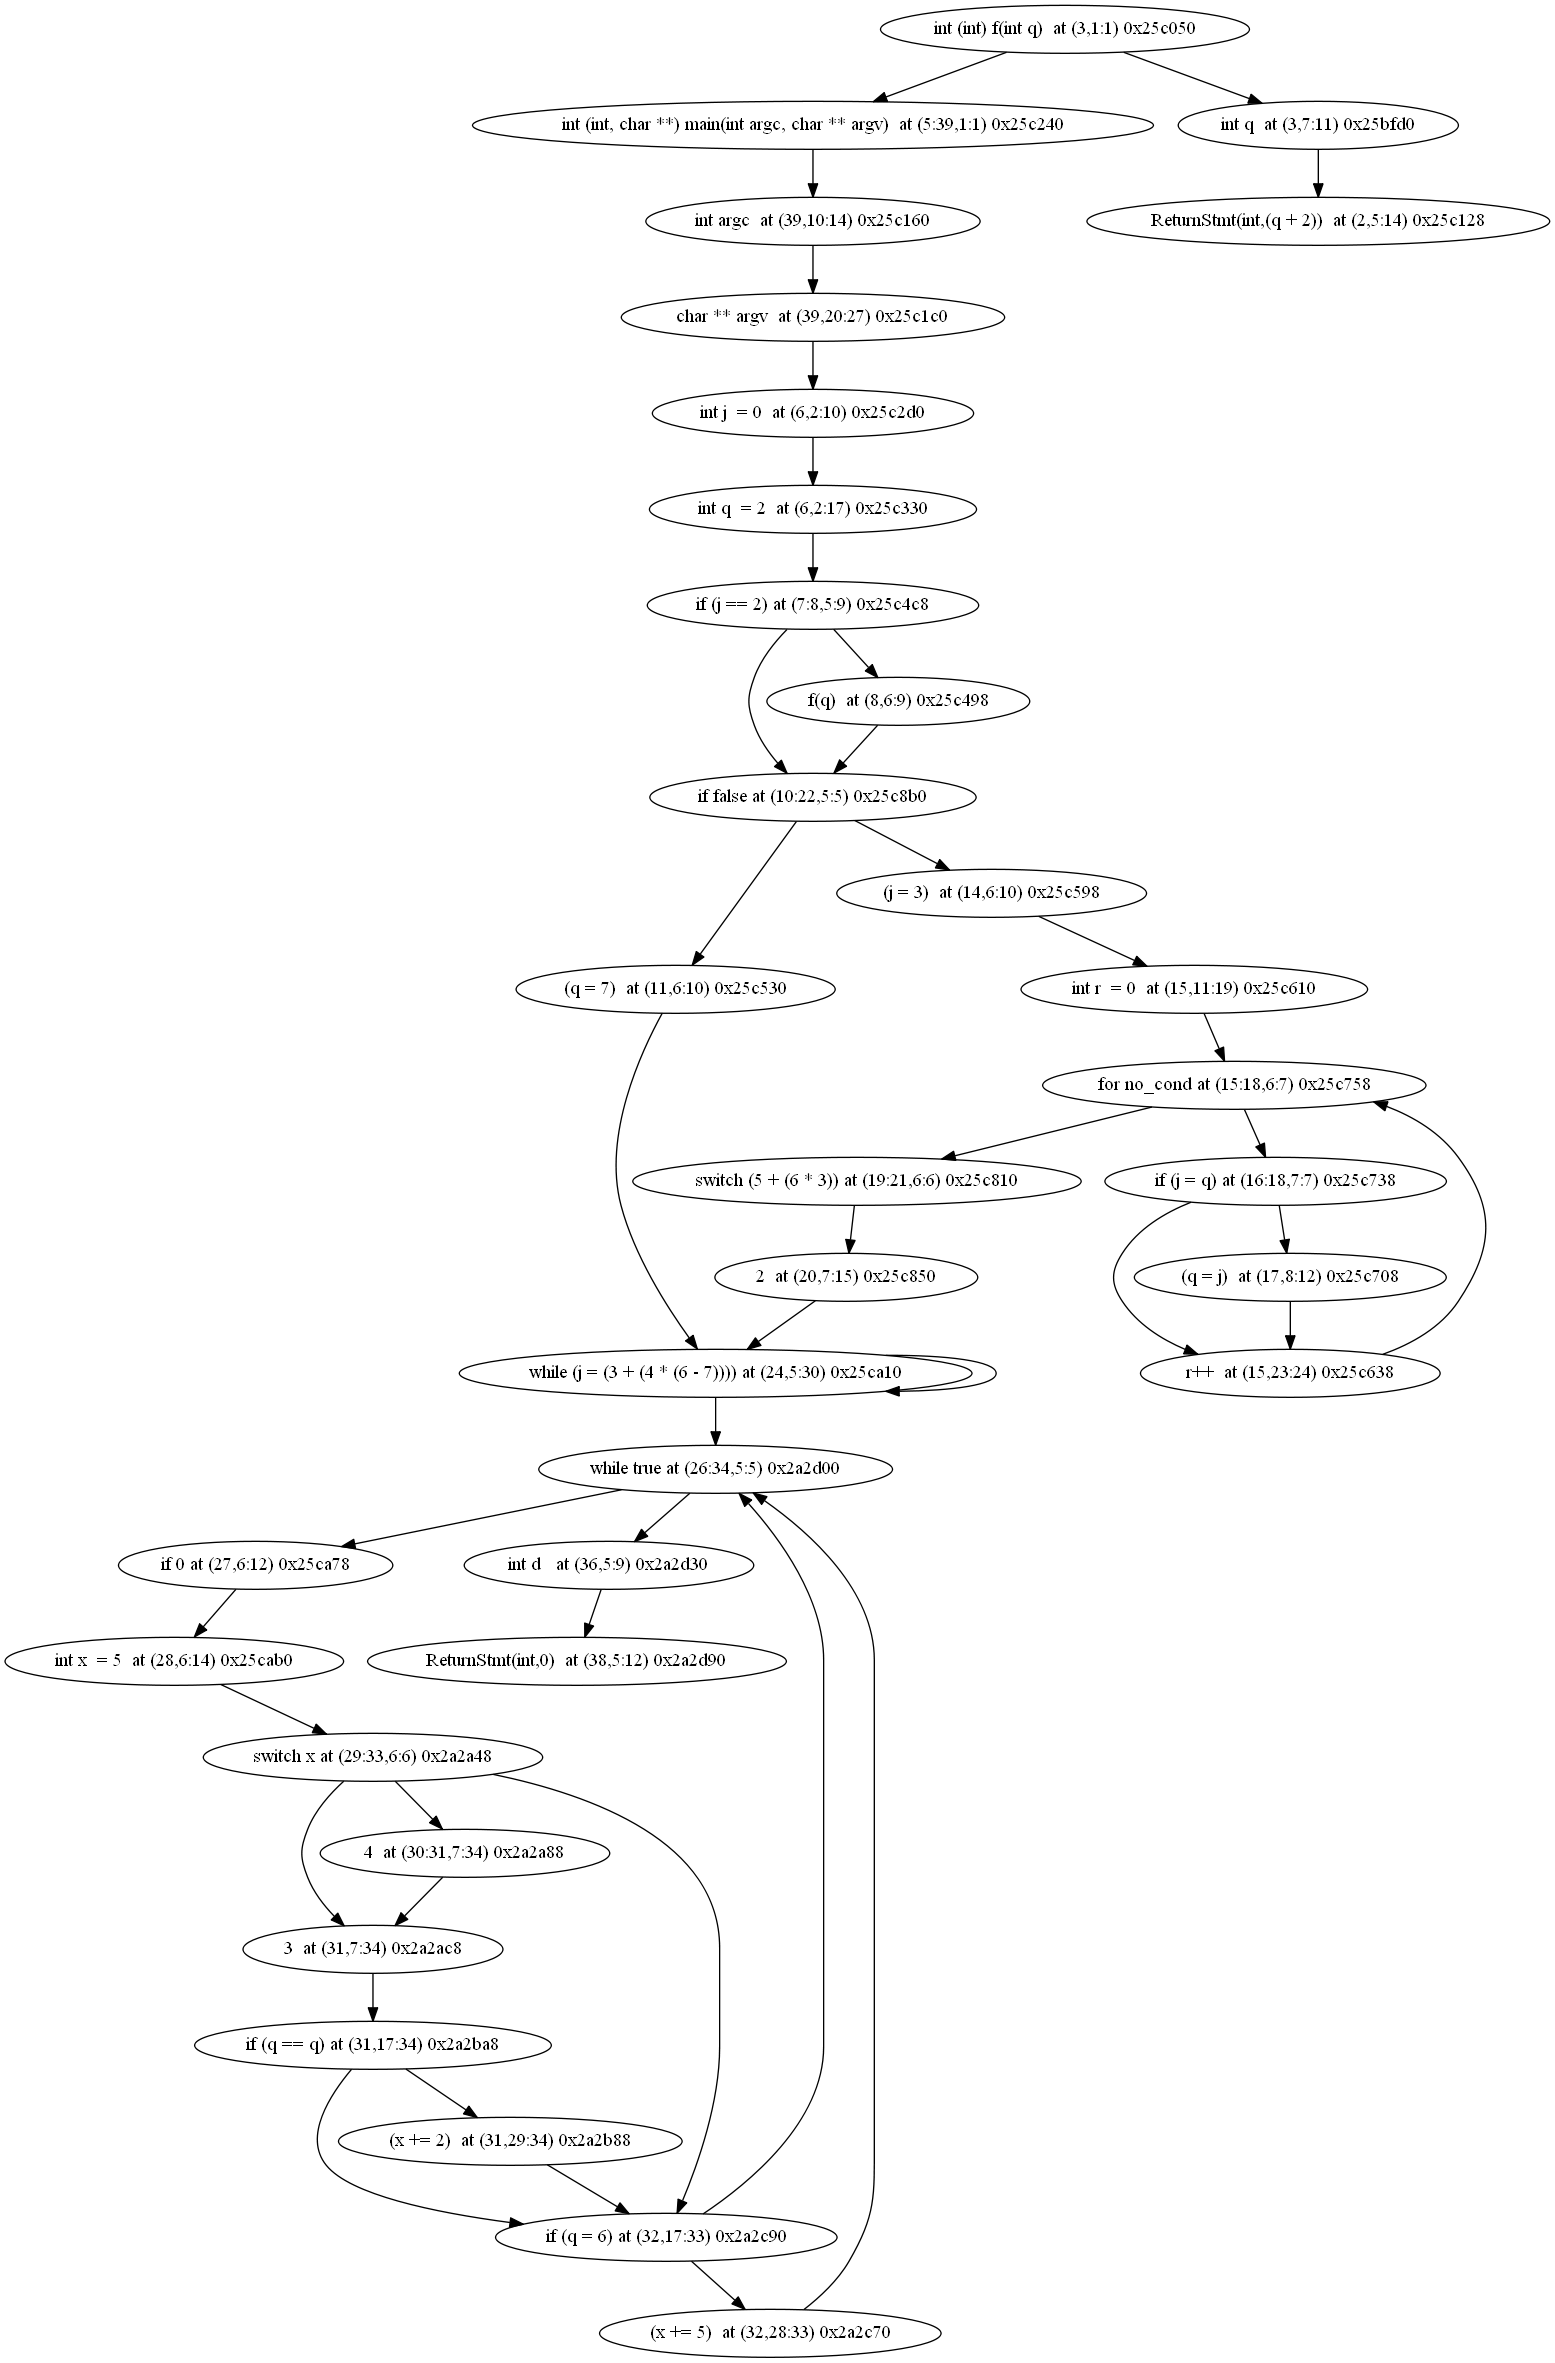 int (int) f(int q)  at (3,1:1) 0x25c050
int (int, char **) main(int argc, char ** argv)  at (5:39,1:1) 0x25c240
int q  at (3,7:11) 0x25bfd0
int argc  at (39,10:14) 0x25c160
ReturnStmt(int,(q + 2))  at (2,5:14) 0x25c128
char ** argv  at (39,20:27) 0x25c1c0
int j  = 0  at (6,2:10) 0x25c2d0
int q  = 2  at (6,2:17) 0x25c330
if (j == 2) at (7:8,5:9) 0x25c4c8
f(q)  at (8,6:9) 0x25c498
if false at (10:22,5:5) 0x25c8b0
(j = 3)  at (14,6:10) 0x25c598
(q = 7)  at (11,6:10) 0x25c530
int r  = 0  at (15,11:19) 0x25c610
for no_cond at (15:18,6:7) 0x25c758
switch (5 + (6 * 3)) at (19:21,6:6) 0x25c810
if (j = q) at (16:18,7:7) 0x25c738
2  at (20,7:15) 0x25c850
(q = j)  at (17,8:12) 0x25c708
while (j = (3 + (4 * (6 - 7)))) at (24,5:30) 0x25ca10
r++  at (15,23:24) 0x25c638
while true at (26:34,5:5) 0x2a2d00
if 0 at (27,6:12) 0x25ca78
int d   at (36,5:9) 0x2a2d30
int x  = 5  at (28,6:14) 0x25cab0
ReturnStmt(int,0)  at (38,5:12) 0x2a2d90
switch x at (29:33,6:6) 0x2a2a48
4  at (30:31,7:34) 0x2a2a88
3  at (31,7:34) 0x2a2ac8
if (q == q) at (31,17:34) 0x2a2ba8
(x += 2)  at (31,29:34) 0x2a2b88
if (q = 6) at (32,17:33) 0x2a2c90
(x += 5)  at (32,28:33) 0x2a2c70